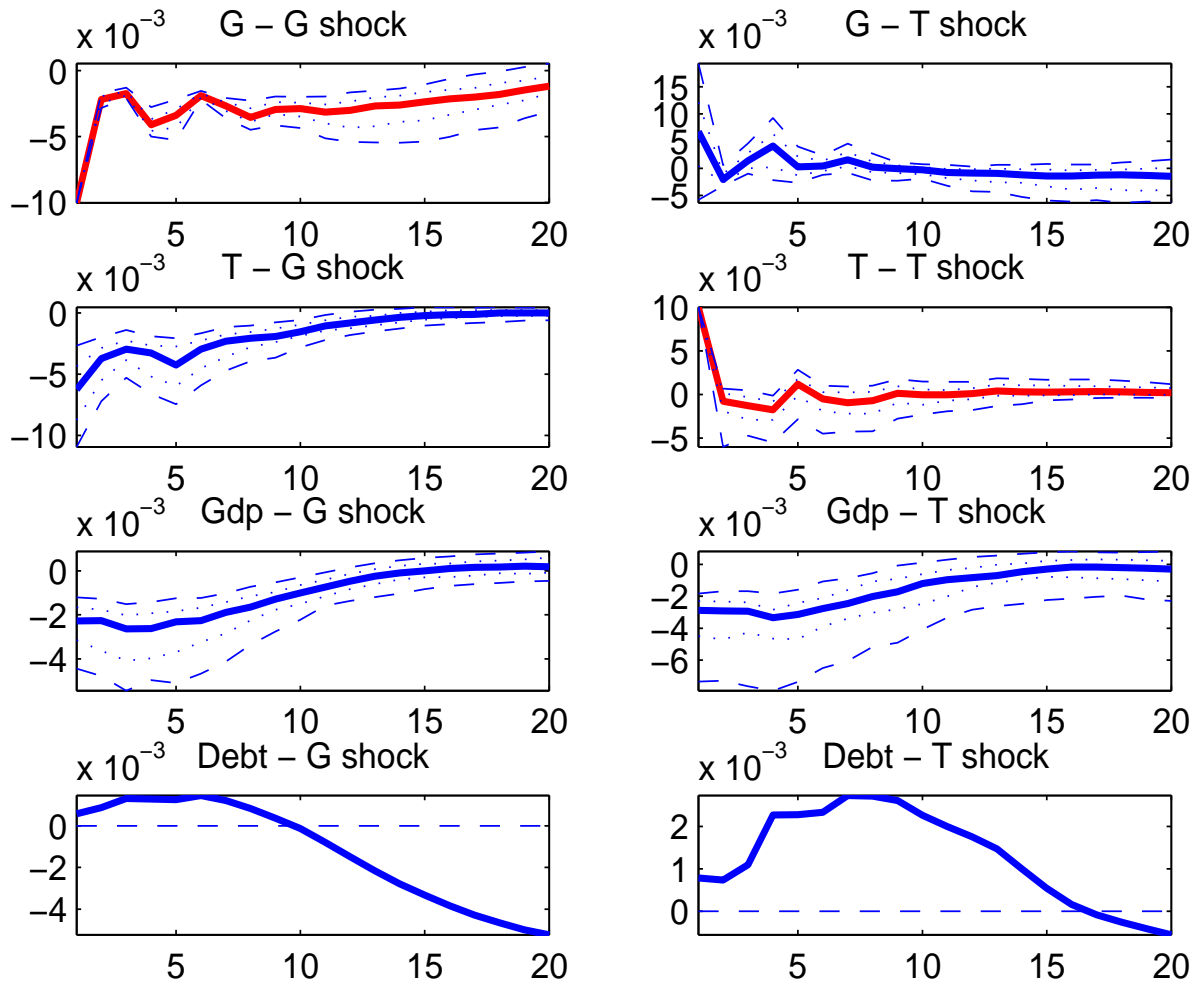 x 10⁻³ G – G shock
0
−5
−10
5 10 15 20
x 10⁻³ G – T shock
15
10
5
0
−5
5 10 15 20
x 10⁻³ T – G shock
0
−5
−10
5 10 15 20
x 10⁻³ T – T shock
10
5
0
−5
5 10 15 20
x 10⁻³ Gdp – G shock
0
−2
−4
5 10 15 20
x 10⁻³ Gdp – T shock
0
−2
−4
−6
5 10 15 20
x 10⁻³ Debt – G shock
0
−2
−4
5 10 15 20
x 10⁻³ Debt – T shock
2
1
0
5 10 15 20